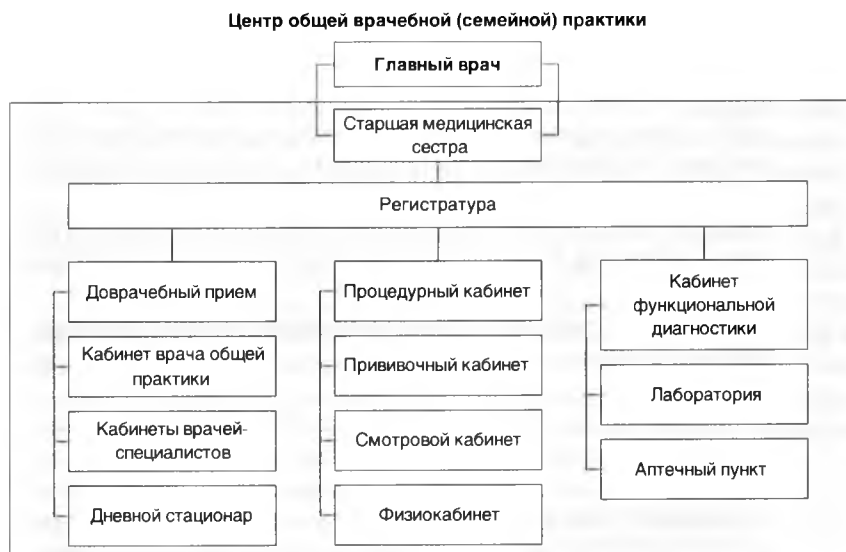 Центр общей врачебной (семейной) практики
Главный врач
Старшая медицинская
сестра
Регистратура
Доврачебный прием
Кабинет врача общей
практики
Кабинеты врачей-
специалистов
Дневной стационар
Процедурный кабинет
Прививочный кабинет
Смотровой кабинет
Физиокабинет
Кабинет
функциональной
диагностики
Лаборатория
Аптечный пункт